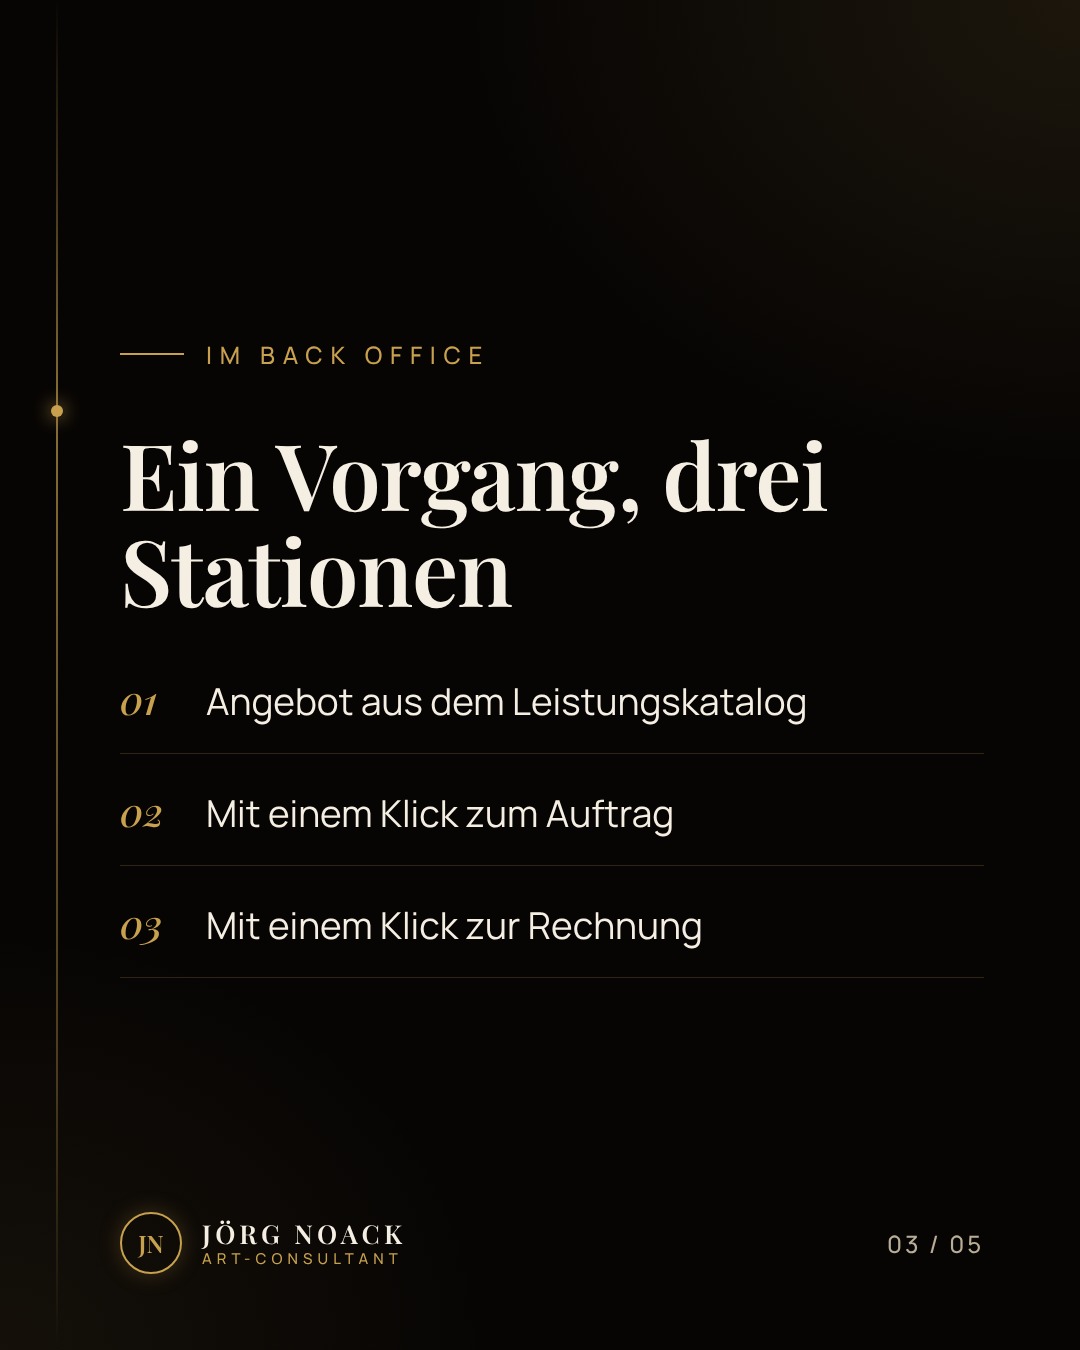 IM BACK OFFICE
Ein Vorgang, drei
Stationen
01 Angebot aus dem Leistungskatalog
02 Mit einem Klick zum Auftrag
03 Mit einem Klick zur Rechnung
JN
JÖRG NOACK
ART-CONSULTANT
03 / 05